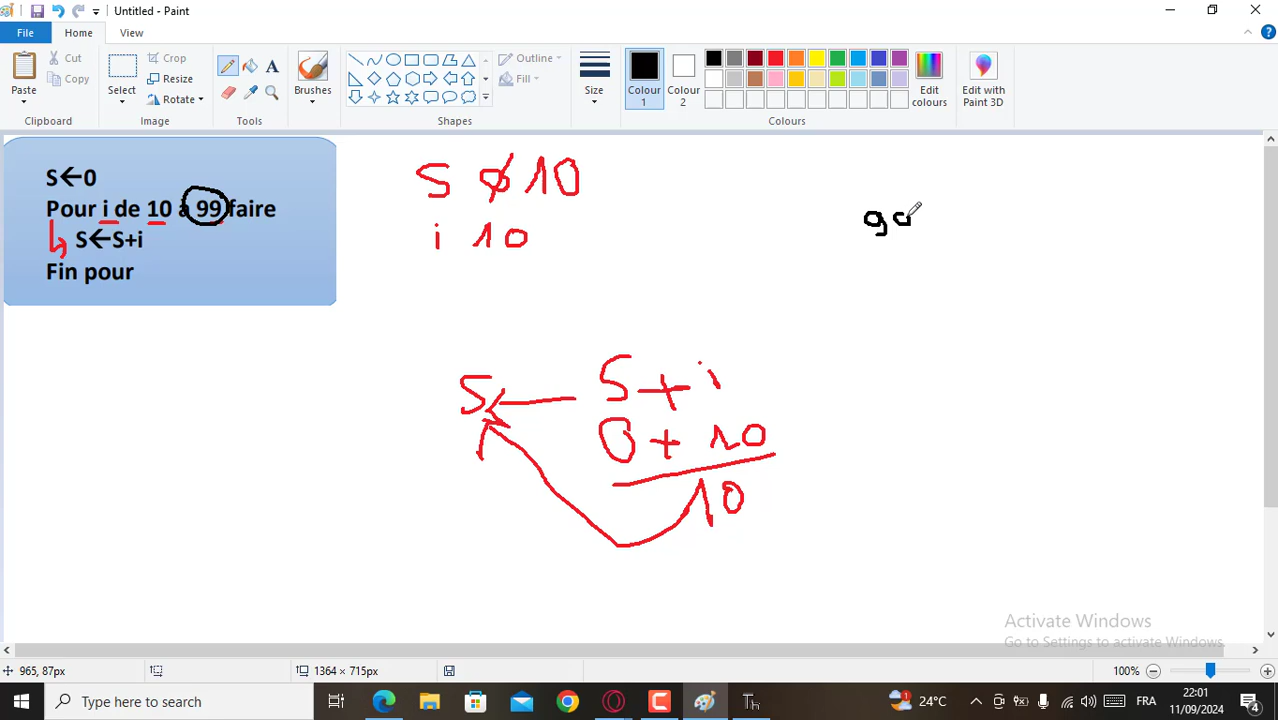 Untitled - Paint
File Home View
Cut
Copy
Paste
Clipboard
Crop
Resize
Rotate
Select
Image
Tools
Brushes
Outline
Fill
Shapes
Size
Colour 1
Colour 2
Edit colours
Edit with Paint 3D
Colours
S←0
Pour i de 10 à 99 faire
S←S+i
Fin pour
S 0 10
i 10
S ← S + i
0 + 10
10
Activate Windows
Go to Settings to activate Windows.
965, 87px
1364 × 715px
100%
Type here to search
Th
1
24°C
FRA
22:01
11/09/2024
4